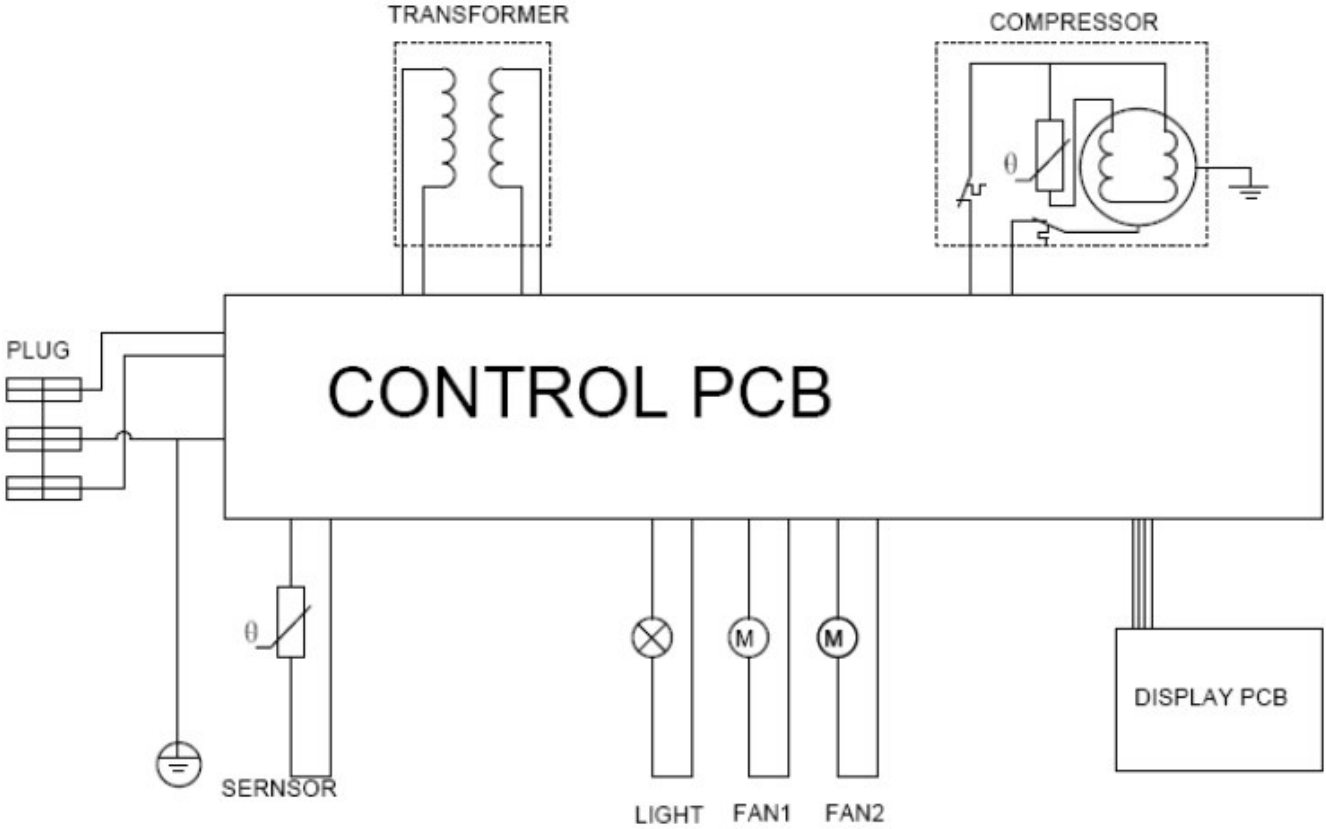 TRANSFORMER
COMPRESSOR
θ
PLUG
CONTROL PCB
θ
M
M
DISPLAY PCB
SERNSOR
LIGHT
FAN1
FAN2